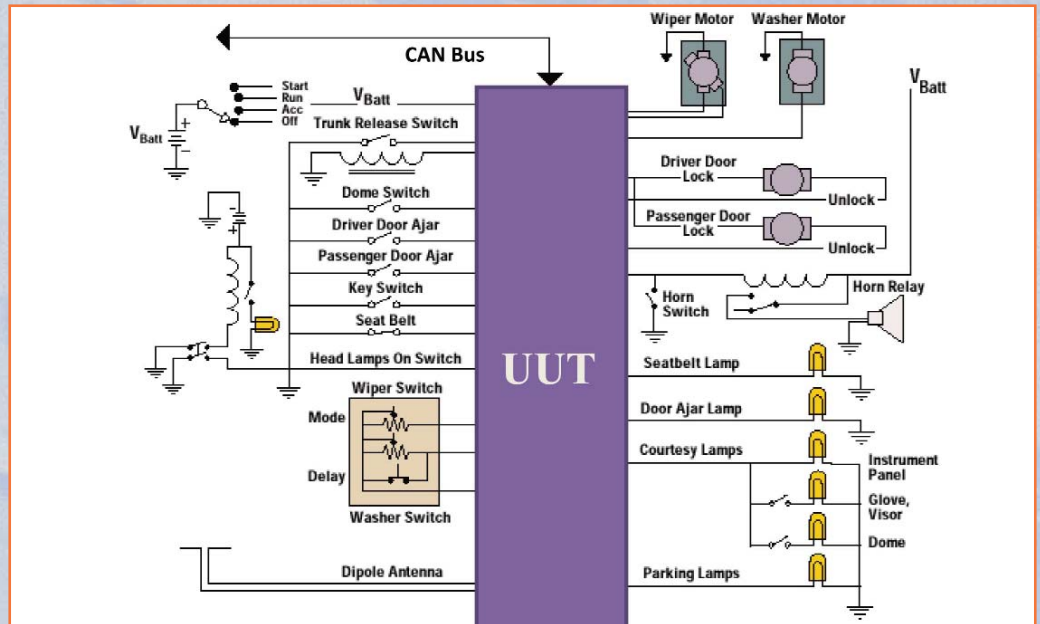 Wiper Motor
Washer Motor
CAN Bus
Start
Run
Acc
Off
V_Batt
V_Batt
V_Batt
Trunk Release Switch
+
−
Dome Switch
Driver Door Ajar
−
+
Passenger Door Ajar
Key Switch
Seat Belt
Head Lamps On Switch
Wiper Switch
Mode
Delay
Washer Switch
Dipole Antenna
UUT
Driver Door
Lock
Unlock
Passenger Door
Lock
Unlock
Horn
Switch
Horn Relay
Seatbelt Lamp
Door Ajar Lamp
Courtesy Lamps
Instrument
Panel
Glove,
Visor
Dome
Parking Lamps